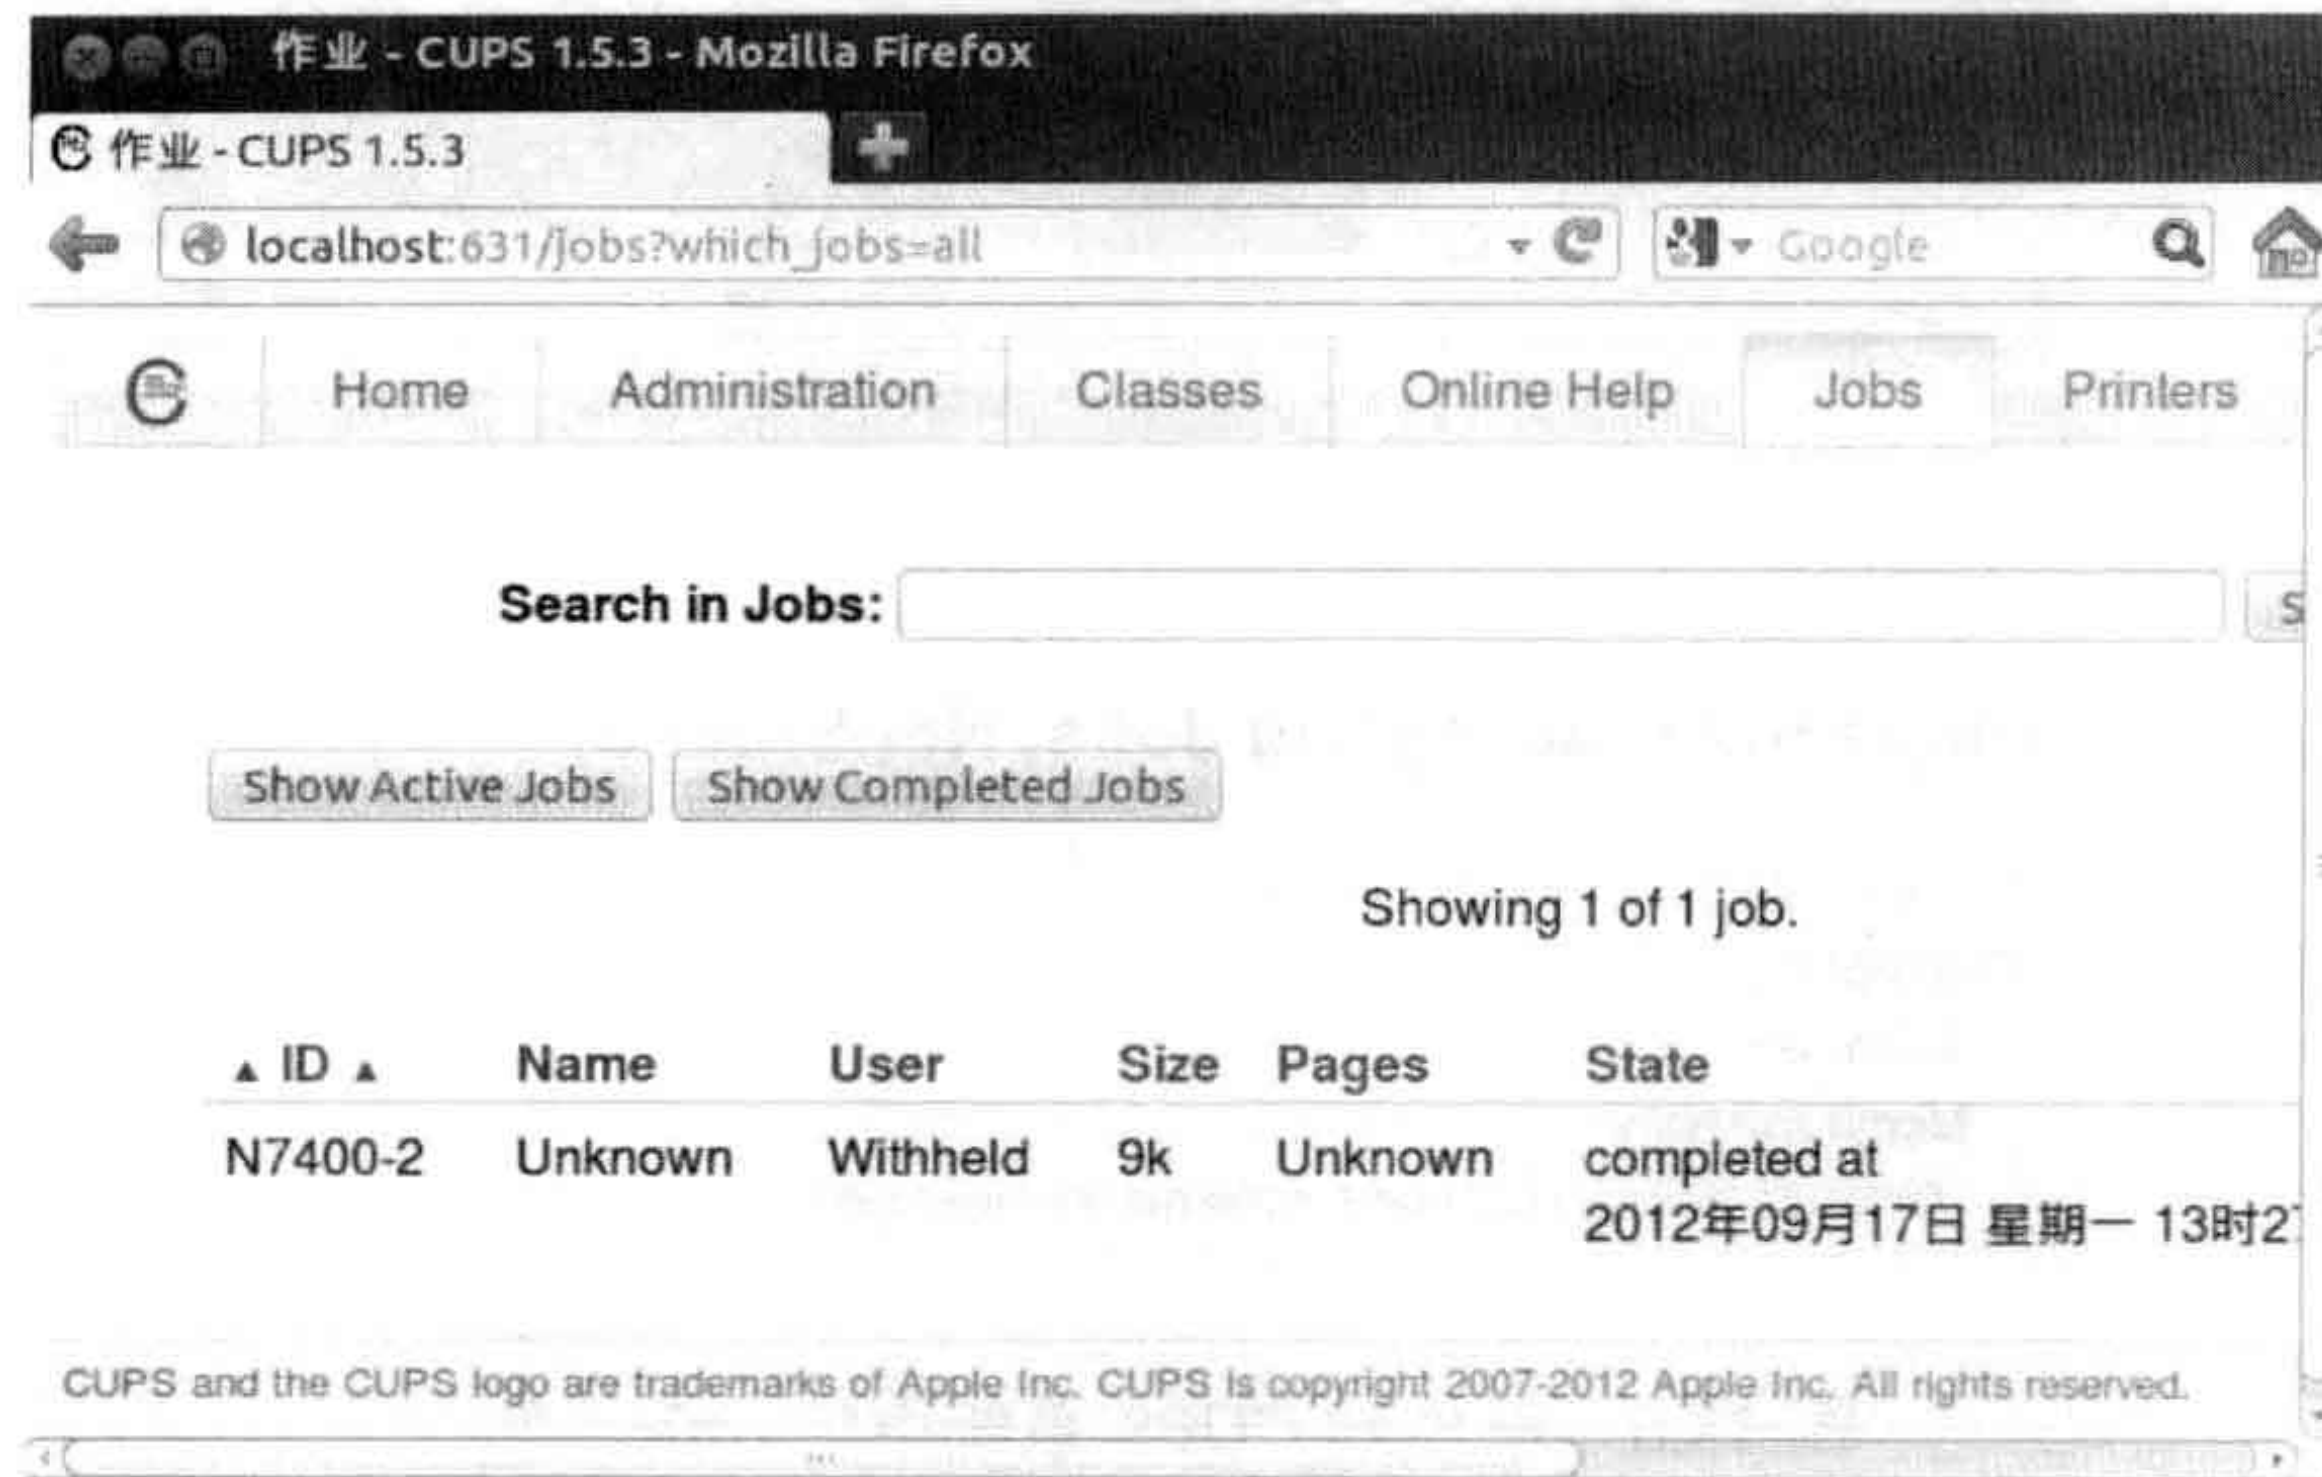 作业 - CUPS 1.5.3 - Mozilla Firefox
作业 - CUPS 1.5.3
localhost:631/jobs?which_jobs=all
Google
Home Administration Classes Online Help Jobs Printers
Search in Jobs:
Show Active Jobs Show Completed Jobs
Showing 1 of 1 job.
▲ ID ▲ Name User Size Pages State
N7400-2 Unknown Withheld 9k Unknown completed at
2012年09月17日 星期一 13时2
CUPS and the CUPS logo are trademarks of Apple Inc. CUPS is copyright 2007-2012 Apple Inc. All rights reserved.